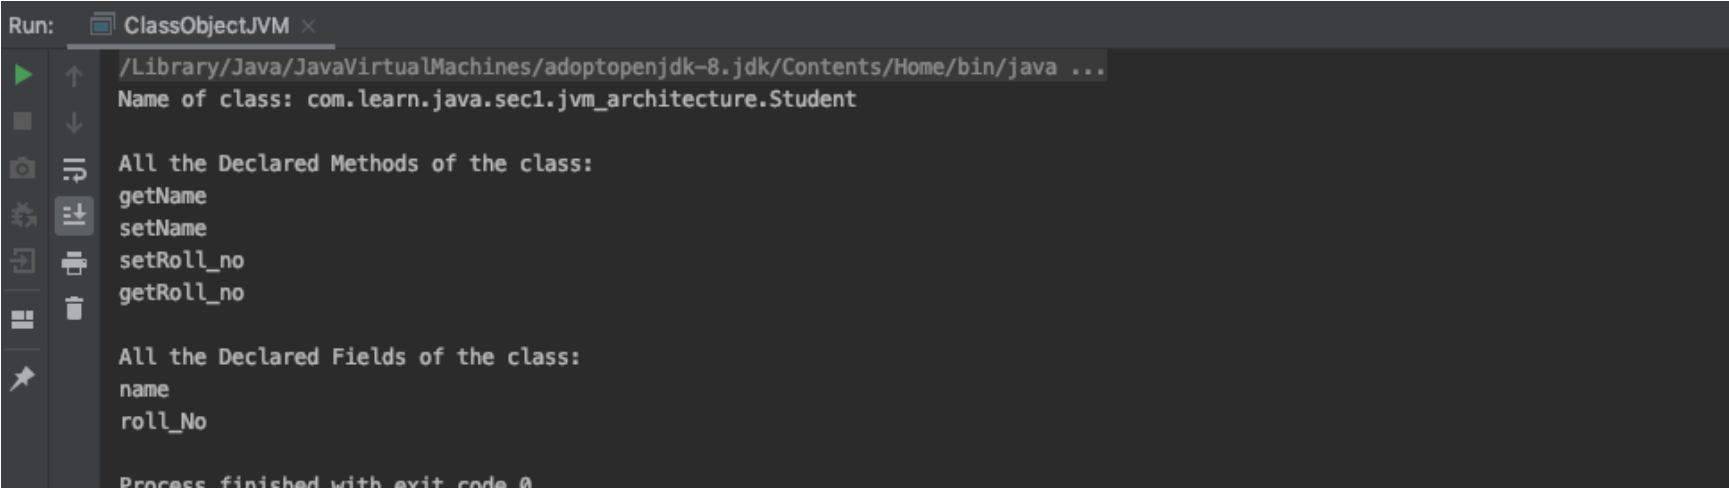 Run: ClassObjectJVM
/Library/Java/JavaVirtualMachines/adoptopenjdk-8.jdk/Contents/Home/bin/java ...
Name of class: com.learn.java.sec1.jvm_architecture.Student
All the Declared Methods of the class:
getName
setName
setRoll_no
getRoll_no
All the Declared Fields of the class:
name
roll_No
Process finished with exit code 0